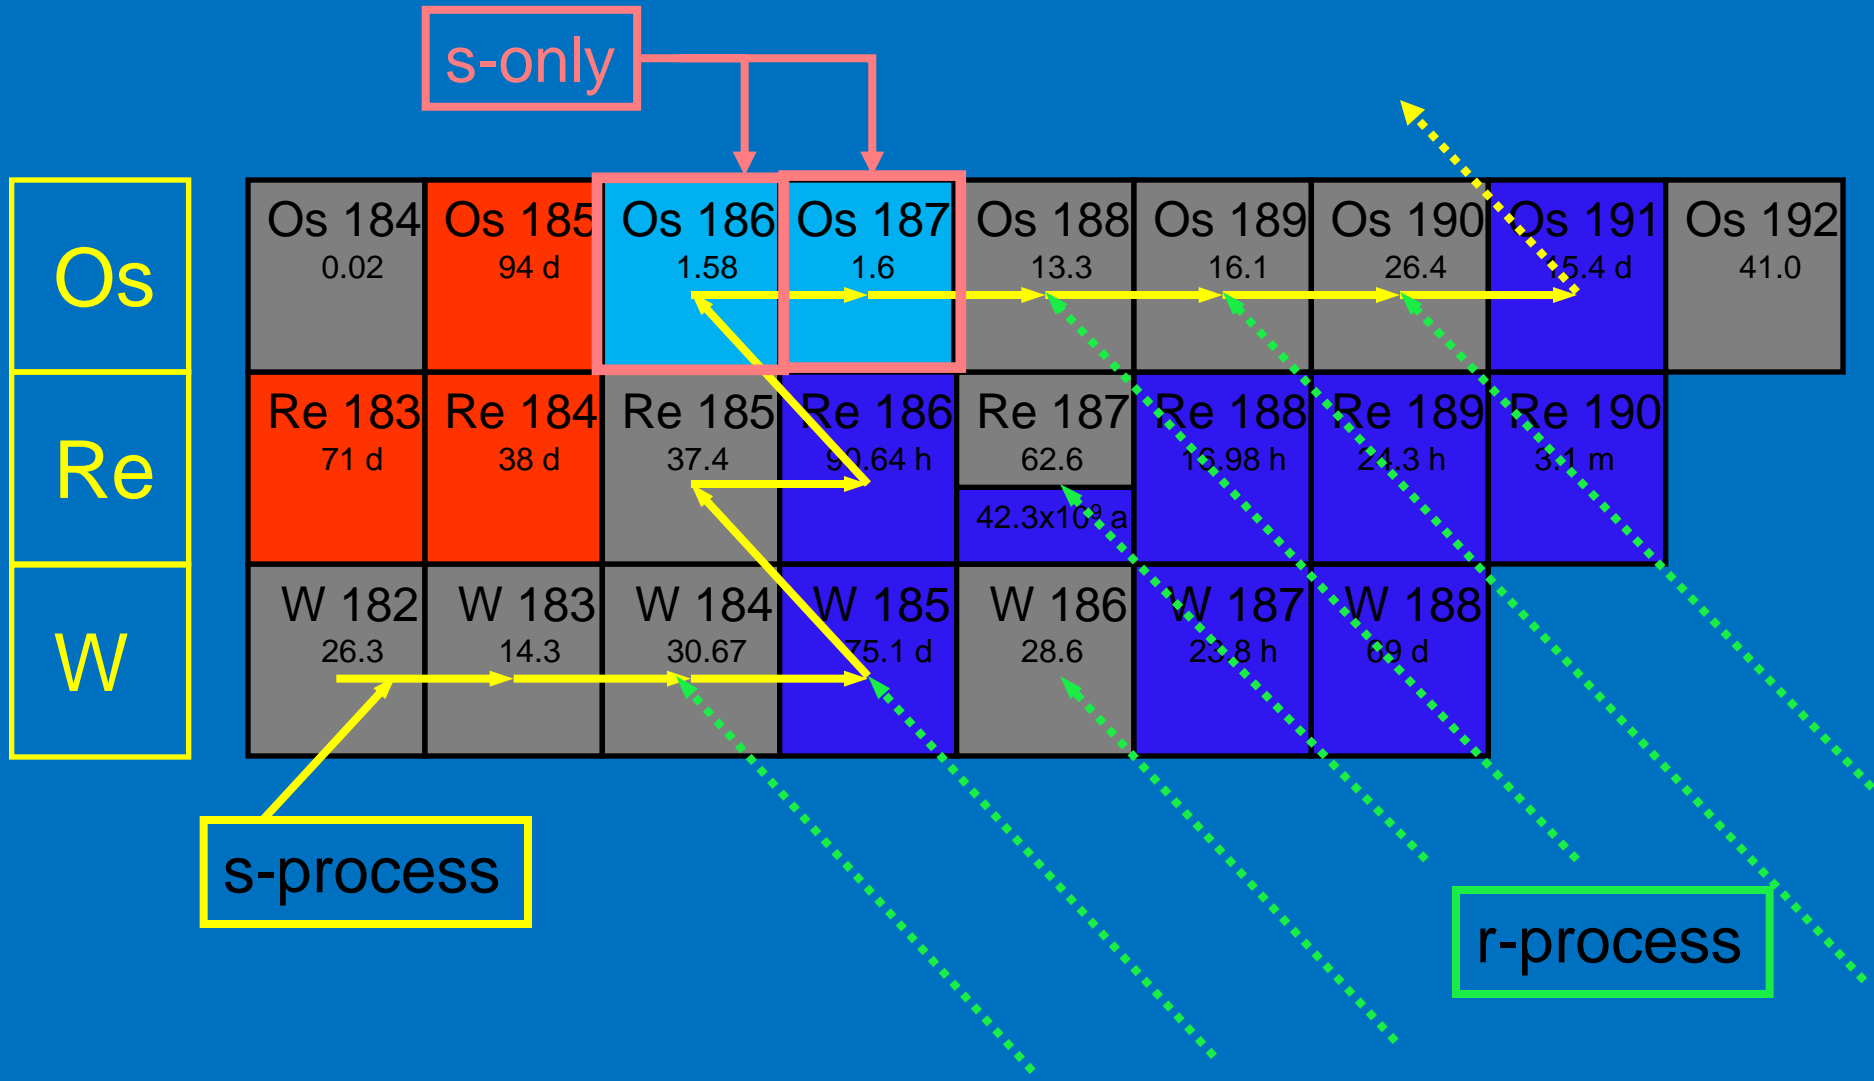 s-only
Os
Os 184
0.02
Os 185
94 d
Os 186
1.58
Os 187
1.6
Os 188
13.3
Os 189
16.1
Os 190
26.4
Os 191
15.4 d
Os 192
41.0
Re
Re 183
71 d
Re 184
38 d
Re 185
37.4
Re 186
90.64 h
Re 187
62.6
42.3x10⁹ a
Re 188
16.98 h
Re 189
24.3 h
Re 190
3.1 m
W
W 182
26.3
W 183
14.3
W 184
30.67
W 185
75.1 d
W 186
28.6
W 187
23.8 h
W 188
69 d
s-process
r-process